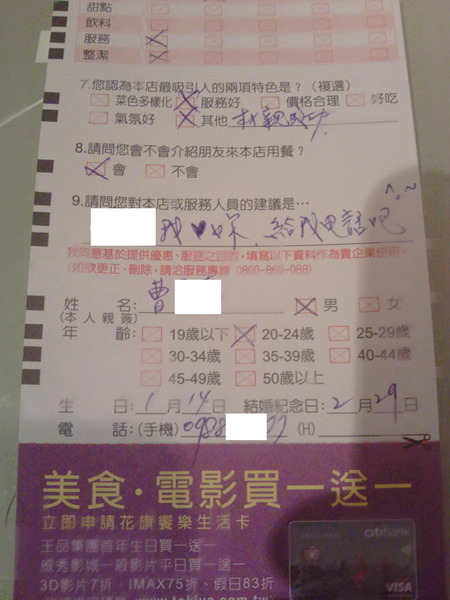 甜點
飲料
服務
整潔
7.您認為本店最吸引人的兩項特色是？(複選)
菜色多樣化 服務好 價格合理 好吃
氣氛好 其他
8.請問您會不會介紹朋友來本店用餐？
會 不會
9.請問您對本店或服務人員的建議是…
我♥妳，給我電話吧 ^.~
我同意基於提供優惠、服務之目的，填寫以下資料作為貴企業使用。
(如欲更正、刪除，請洽服務專線 0800-869-988)
姓 名：曹 男 女
(本人親簽)
年 齡： 19歲以下 20-24歲 25-29歲
30-34歲 35-39歲 40-44歲
45-49歲 50歲以上
生 日：1月14日 結婚紀念日：2月29日
電 話：(手機)0988 77 (H)
美食·電影買一送一
立即申請花旗饗樂生活卡
王品集團首年生日買一送一
威秀影城一般影片平日買一送一
3D影片7折、IMAX75折、假日83折
citibank
VISA